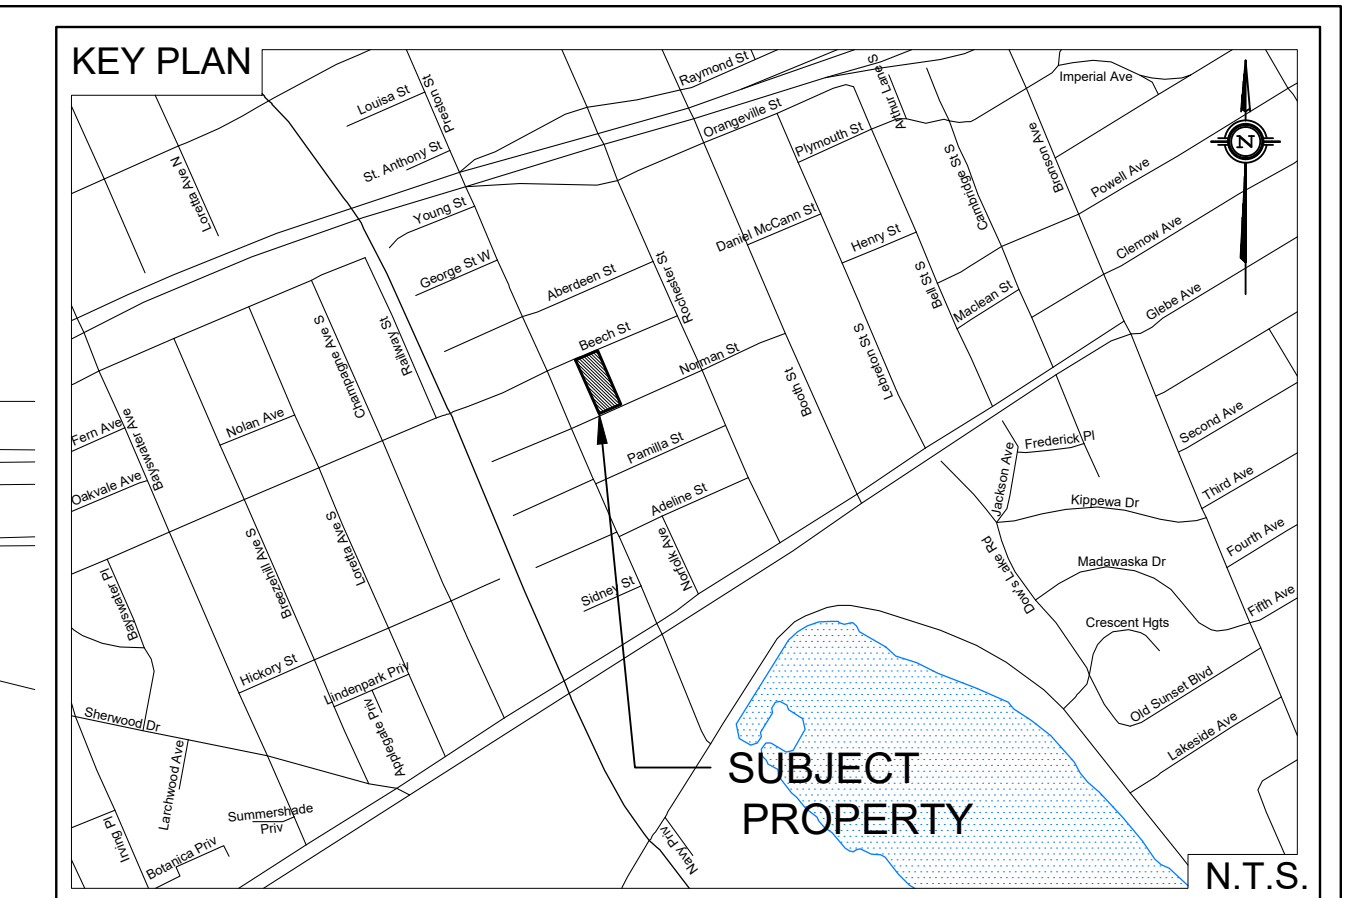 KEY PLAN
Raymond St
Imperial Ave
Louisa St
Preston St
Arthur Lane S
Orangeville St
Plymouth St
Bronson Ave
N
St. Anthony St
Loretta Ave N
Cambridge St S
Powell Ave
Young St
Daniel McCann St
Henry St
Clemow Ave
George St W
Aberdeen St
Rochester St
Bell St S
Maclean St
Glebe Ave
Champagne Ave S
Railway St
Beech St
Norman St
Lebreton St S
Booth St
Fern Ave
Bayswater Ave
Nolan Ave
Second Ave
Pamilla St
Frederick Pl
Jackson Ave
Oakvale Ave
Adeline St
Kippewa Dr
Third Ave
Breezehill Ave S
Loretta Ave S
Norfolk Ave
Fourth Ave
Dow's Lake Rd
Madawaska Dr
Bayswater Pl
Sidney St
Fifth Ave
Crescent Hgts
Hickory St
Lindenpark Priv
Old Sunset Blvd
Sherwood Dr
Applegate Priv
Lakeside Ave
Larchwood Ave
SUBJECT
PROPERTY
Summershade
Priv
Irving Pl
Botanica Priv
Navy Priv
N.T.S.